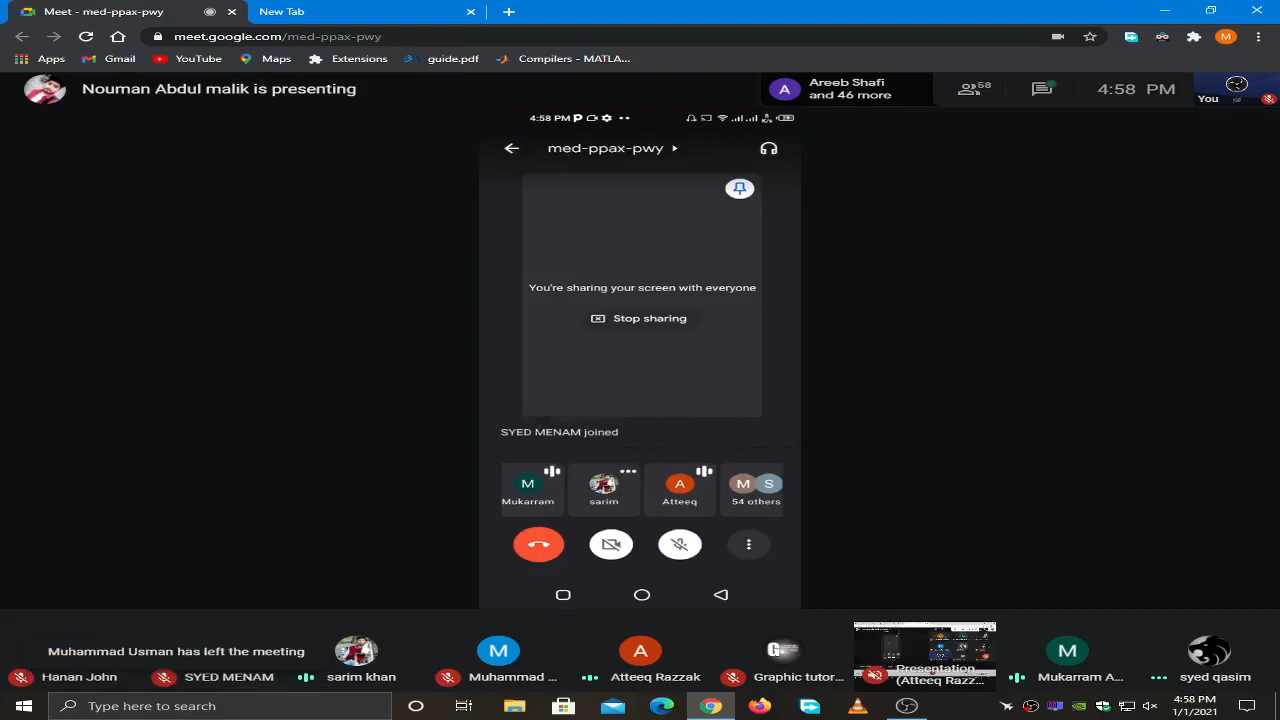 Meet - med-ppax-pwy
New Tab
meet.google.com/med-ppax-pwy
M
Apps
Gmail
YouTube
Maps
Extensions
guide.pdf
Compilers - MATLA...
Nouman Abdul malik is presenting
A
Areeb Shafi
and 46 more
58
4:58 PM
You
4:58 PM
med-ppax-pwy
You're sharing your screen with everyone
Stop sharing
SYED MENAM joined
M
Mukarram
sarim
A
Atteeq
M
S
54 others
Muhammad Usman has left the meeting
Hanan John
SYED MENAM
sarim khan
M
Muhammad ...
A
Atteeq Razzak
Graphic tutor...
Presentation
(Atteeq Razz...
M
Mukarram A...
syed qasim
Type here to search
4:58 PM
1/1/2021